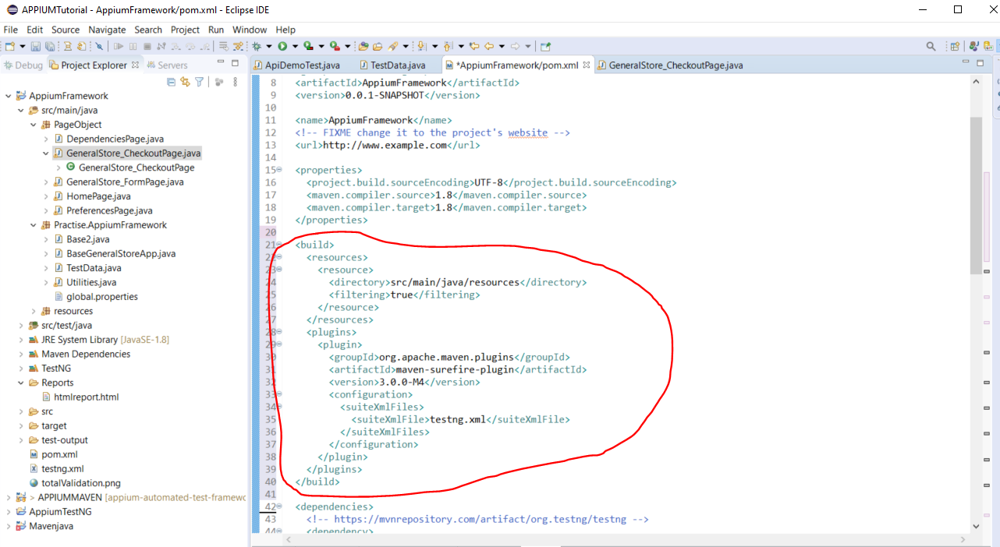 APPIUMTutorial - AppiumFramework/pom.xml - Eclipse IDE
File Edit Source Navigate Search Project Run Window Help
Debug Project Explorer Servers
ApiDemoTest.java TestData.java *AppiumFramework/pom.xml GeneralStore_CheckoutPage.java
AppiumFramework
src/main/java
PageObject
DependenciesPage.java
GeneralStore_CheckoutPage.java
GeneralStore_CheckoutPage
GeneralStore_FormPage.java
HomePage.java
PreferencesPage.java
Practise.AppiumFramework
Base2.java
BaseGeneralStoreApp.java
TestData.java
Utilities.java
global.properties
resources
src/test/java
JRE System Library [JavaSE-1.8]
Maven Dependencies
TestNG
Reports
htmlreport.html
src
target
test-output
pom.xml
testng.xml
totalValidation.png
> APPIUMMAVEN [appium-automated-test-framewo
AppiumTestNG
Mavenjava
8 <artifactId>AppiumFramework</artifactId>
9 <version>0.0.1-SNAPSHOT</version>
10
11 <name>AppiumFramework</name>
12 <!-- FIXME change it to the project's website -->
13 <url>http://www.example.com</url>
14
15 <properties>
16 <project.build.sourceEncoding>UTF-8</project.build.sourceEncoding>
17 <maven.compiler.source>1.8</maven.compiler.source>
18 <maven.compiler.target>1.8</maven.compiler.target>
19 </properties>
20
21 <build>
22 <resources>
23 <resource>
24 <directory>src/main/java/resources</directory>
25 <filtering>true</filtering>
26 </resource>
27 </resources>
28 <plugins>
29 <plugin>
30 <groupId>org.apache.maven.plugins</groupId>
31 <artifactId>maven-surefire-plugin</artifactId>
32 <version>3.0.0-M4</version>
33 <configuration>
34 <suiteXmlFiles>
35 <suiteXmlFile>testng.xml</suiteXmlFile>
36 </suiteXmlFiles>
37 </configuration>
38 </plugin>
39 </plugins>
40 </build>
41
42 <dependencies>
43 <!-- https://mvnrepository.com/artifact/org.testng/testng -->
44 <dependency>